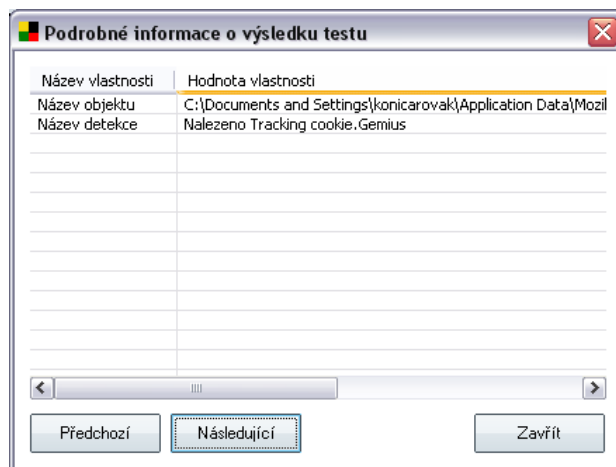 Podrobné informace o výsledku testu
Název vlastnosti Hodnota vlastnosti
Název objektu C:\Documents and Settings\konicarovak\Application Data\Mozil
Název detekce Nalezeno Tracking cookie.Gemius
Předchozí Následující Zavřít